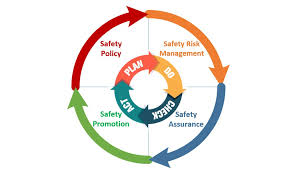 Safety
Policy
Safety Risk
Management
PLAN
DO
CHECK
ACT
Safety
Promotion
Safety
Assurance